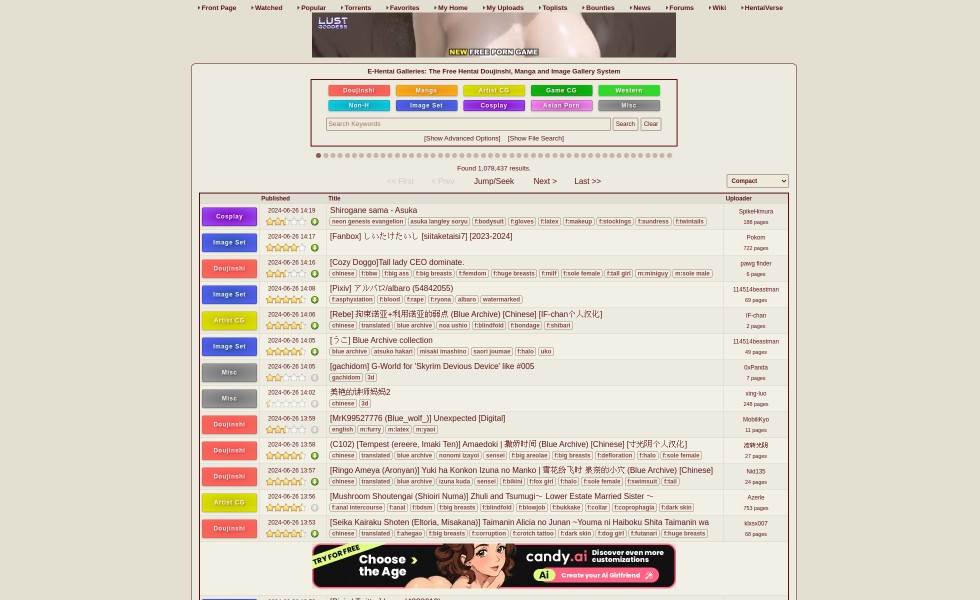 Front Page Watched Popular Torrents Favorites My Home My Uploads Toplists Bounties News Forums Wiki HentaiVerse
LUST GODDESS
NEW FREE PORN GAME
E-Hentai Galleries: The Free Hentai Doujinshi, Manga and Image Gallery System
Doujinshi Manga Artist CG Game CG Western
Non-H Image Set Cosplay Asian Porn Misc
Search Keywords Search Clear
[Show Advanced Options] [Show File Search]
Found 1,078,437 results.
<< First < Prev Jump/Seek Next > Last >> Compact
Published Title Uploader
Cosplay 2024-06-26 14:19 Shirogane sama - Asuka SpikeHimura
neon genesis evangelion asuka langley soryu f:bodysuit f:gloves f:latex f:makeup f:stockings f:sundress f:twintails 188 pages
Image Set 2024-06-26 14:17 [Fanbox] しいたけたいし [siitaketaisi7] [2023-2024] Pokom
722 pages
Doujinshi 2024-06-26 14:16 [Cozy Doggo]Tall lady CEO dominate. pawg finder
chinese f:bbw f:big ass f:big breasts f:femdom f:huge breasts f:milf f:sole female f:tall girl m:miniguy m:sole male 6 pages
Image Set 2024-06-26 14:08 [Pixiv] アルバロ/albaro (54842055) 114514beastman
f:asphyxiation f:blood f:rape f:ryona albaro watermarked 69 pages
Artist CG 2024-06-26 14:05 [Rebe] 拘束诺亚+利用诺亚的弱点 (Blue Archive) [Chinese] [IF-chan个人汉化] IF-chan
chinese translated blue archive noa ushio f:blindfold f:bondage f:shibari 2 pages
Image Set 2024-06-26 14:05 [うこ] Blue Archive collection 114514beastman
blue archive atsuko hakari misaki imashino saori joumae f:halo uko 49 pages
Misc 2024-06-26 14:05 [gachidom] G-World for 'Skyrim Devious Device' like #005 0xPanda
gachidom 3d 7 pages
Misc 2024-06-26 14:02 美艳的讲师妈妈2 xing-luo
chinese 3d 248 pages
Doujinshi 2024-06-26 13:59 [MrK99527776 (Blue_wolf_)] Unexpected [Digital] MobiliKyo
english m:furry m:latex m:yaoi 11 pages
Doujinshi 2024-06-26 13:58 (C102) [Tempest (ereere, Imaki Ten)] Amaedoki | 撒娇时间 (Blue Archive) [Chinese] [寸光阴个人汉化] 流转光阴
chinese translated blue archive nonomi izayoi sensei f:big areolae f:big breasts f:defloration f:halo f:sole female 27 pages
Doujinshi 2024-06-26 13:57 [Ringo Ameya (Aronyan)] Yuki ha Konkon Izuna no Manko | 雪花纷飞时 泉奈的小穴 (Blue Archive) [Chinese] Nid135
chinese translated blue archive izuna kuda sensei f:bikini f:fox girl f:halo f:sole female f:swimsuit f:tail 24 pages
Artist CG 2024-06-26 13:56 [Mushroom Shoutengai (Shioiri Numa)] Zhuli and Tsumugi～ Lower Estate Married Sister ～ Azerle
f:anal intercourse f:anal f:bdsm f:big breasts f:blindfold f:blowjob f:bukkake f:collar f:coprophagia f:dark skin 753 pages
Doujinshi 2024-06-26 13:53 [Seika Kairaku Shoten (Eltoria, Misakana)] Taimanin Alicia no Junan ~Youma ni Haiboku Shita Taimanin wa klxsx007
chinese translated f:ahegao f:big breasts f:corruption f:crotch tattoo f:dark skin f:dog girl f:futanari f:huge breasts 68 pages
TRY FOR FREE Choose the Age candy.ai Discover even more customizations
Ai Create your AI Girlfriend